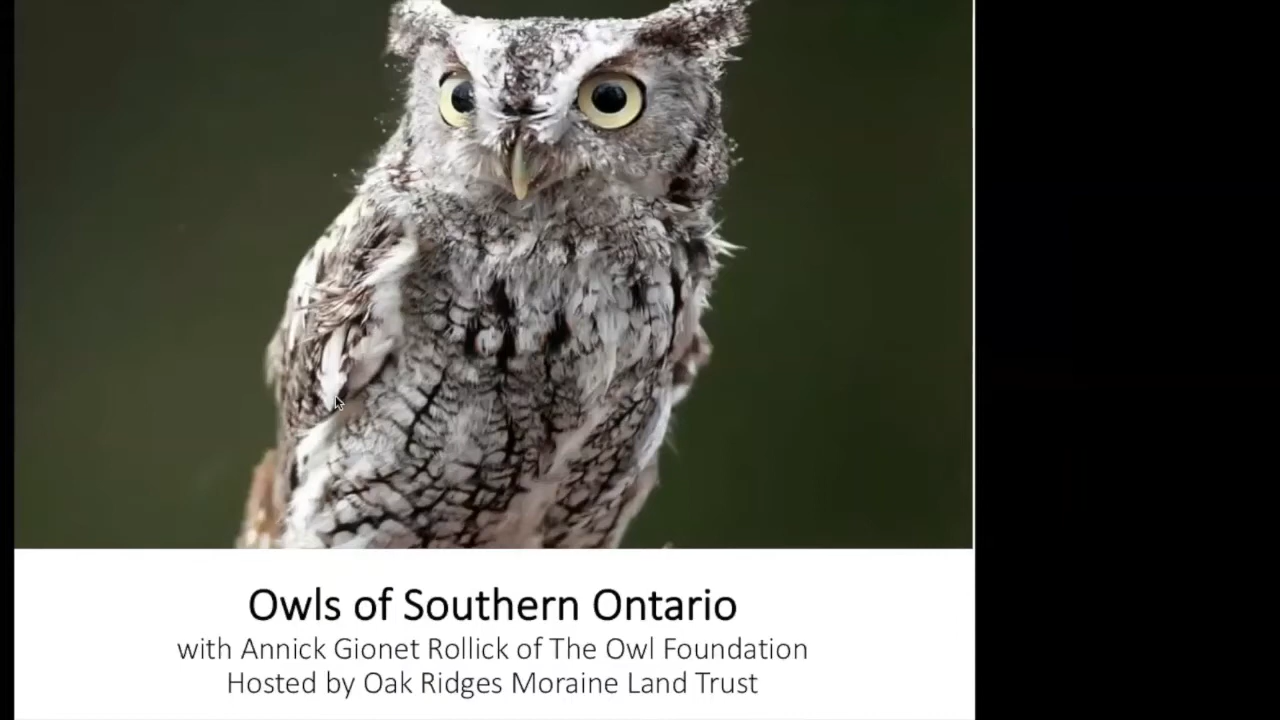 Owls of Southern Ontario
with Annick Gionet Rollick of The Owl Foundation
Hosted by Oak Ridges Moraine Land Trust